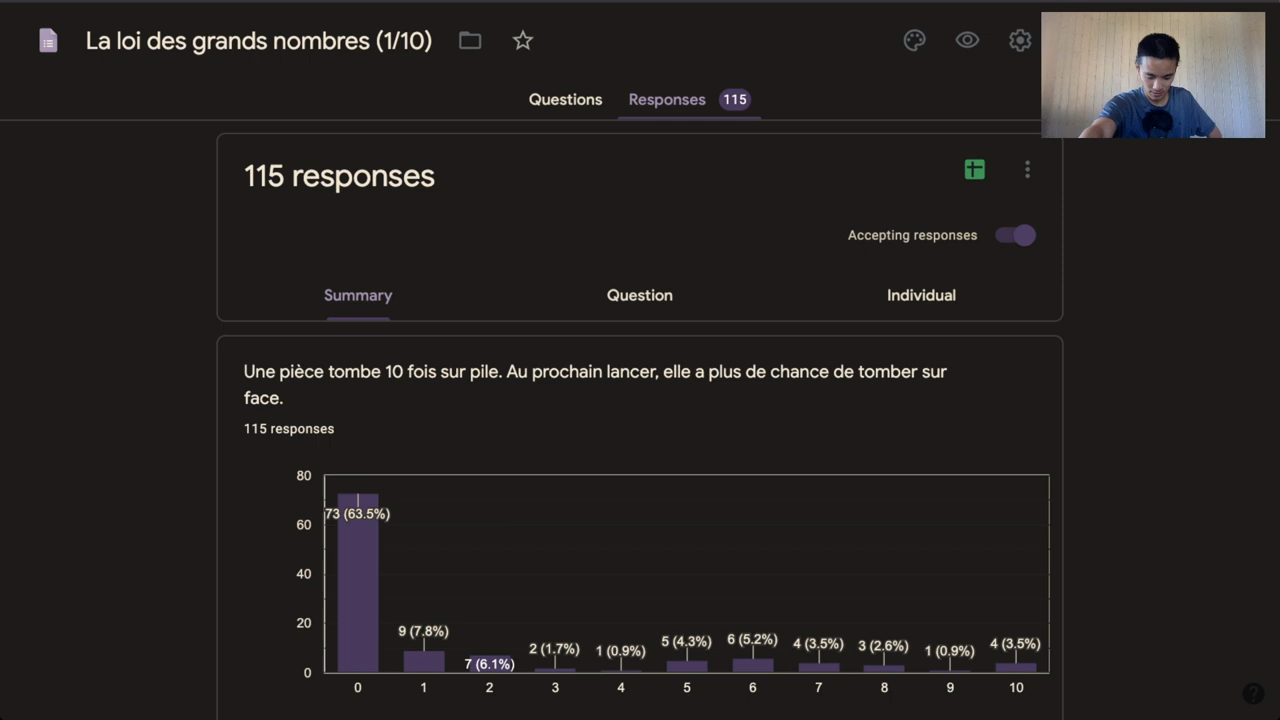 La loi des grands nombres (1/10)
Questions
Responses 115
115 responses
Accepting responses
Summary
Question
Individual
Une pièce tombe 10 fois sur pile. Au prochain lancer, elle a plus de chance de tomber sur
face.
115 responses
80
60
40
20
0
73 (63.5%)
9 (7.8%)
7 (6.1%)
2 (1.7%)
1 (0.9%)
5 (4.3%)
6 (5.2%)
4 (3.5%)
3 (2.6%)
1 (0.9%)
4 (3.5%)
0 1 2 3 4 5 6 7 8 9 10